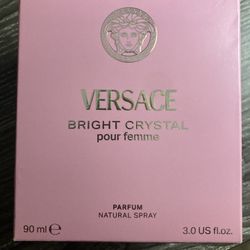 VERSACE
BRIGHT CRYSTAL
pour femme
PARFUM
NATURAL SPRAY
90 ml ℮ 3.0 US fl.oz.